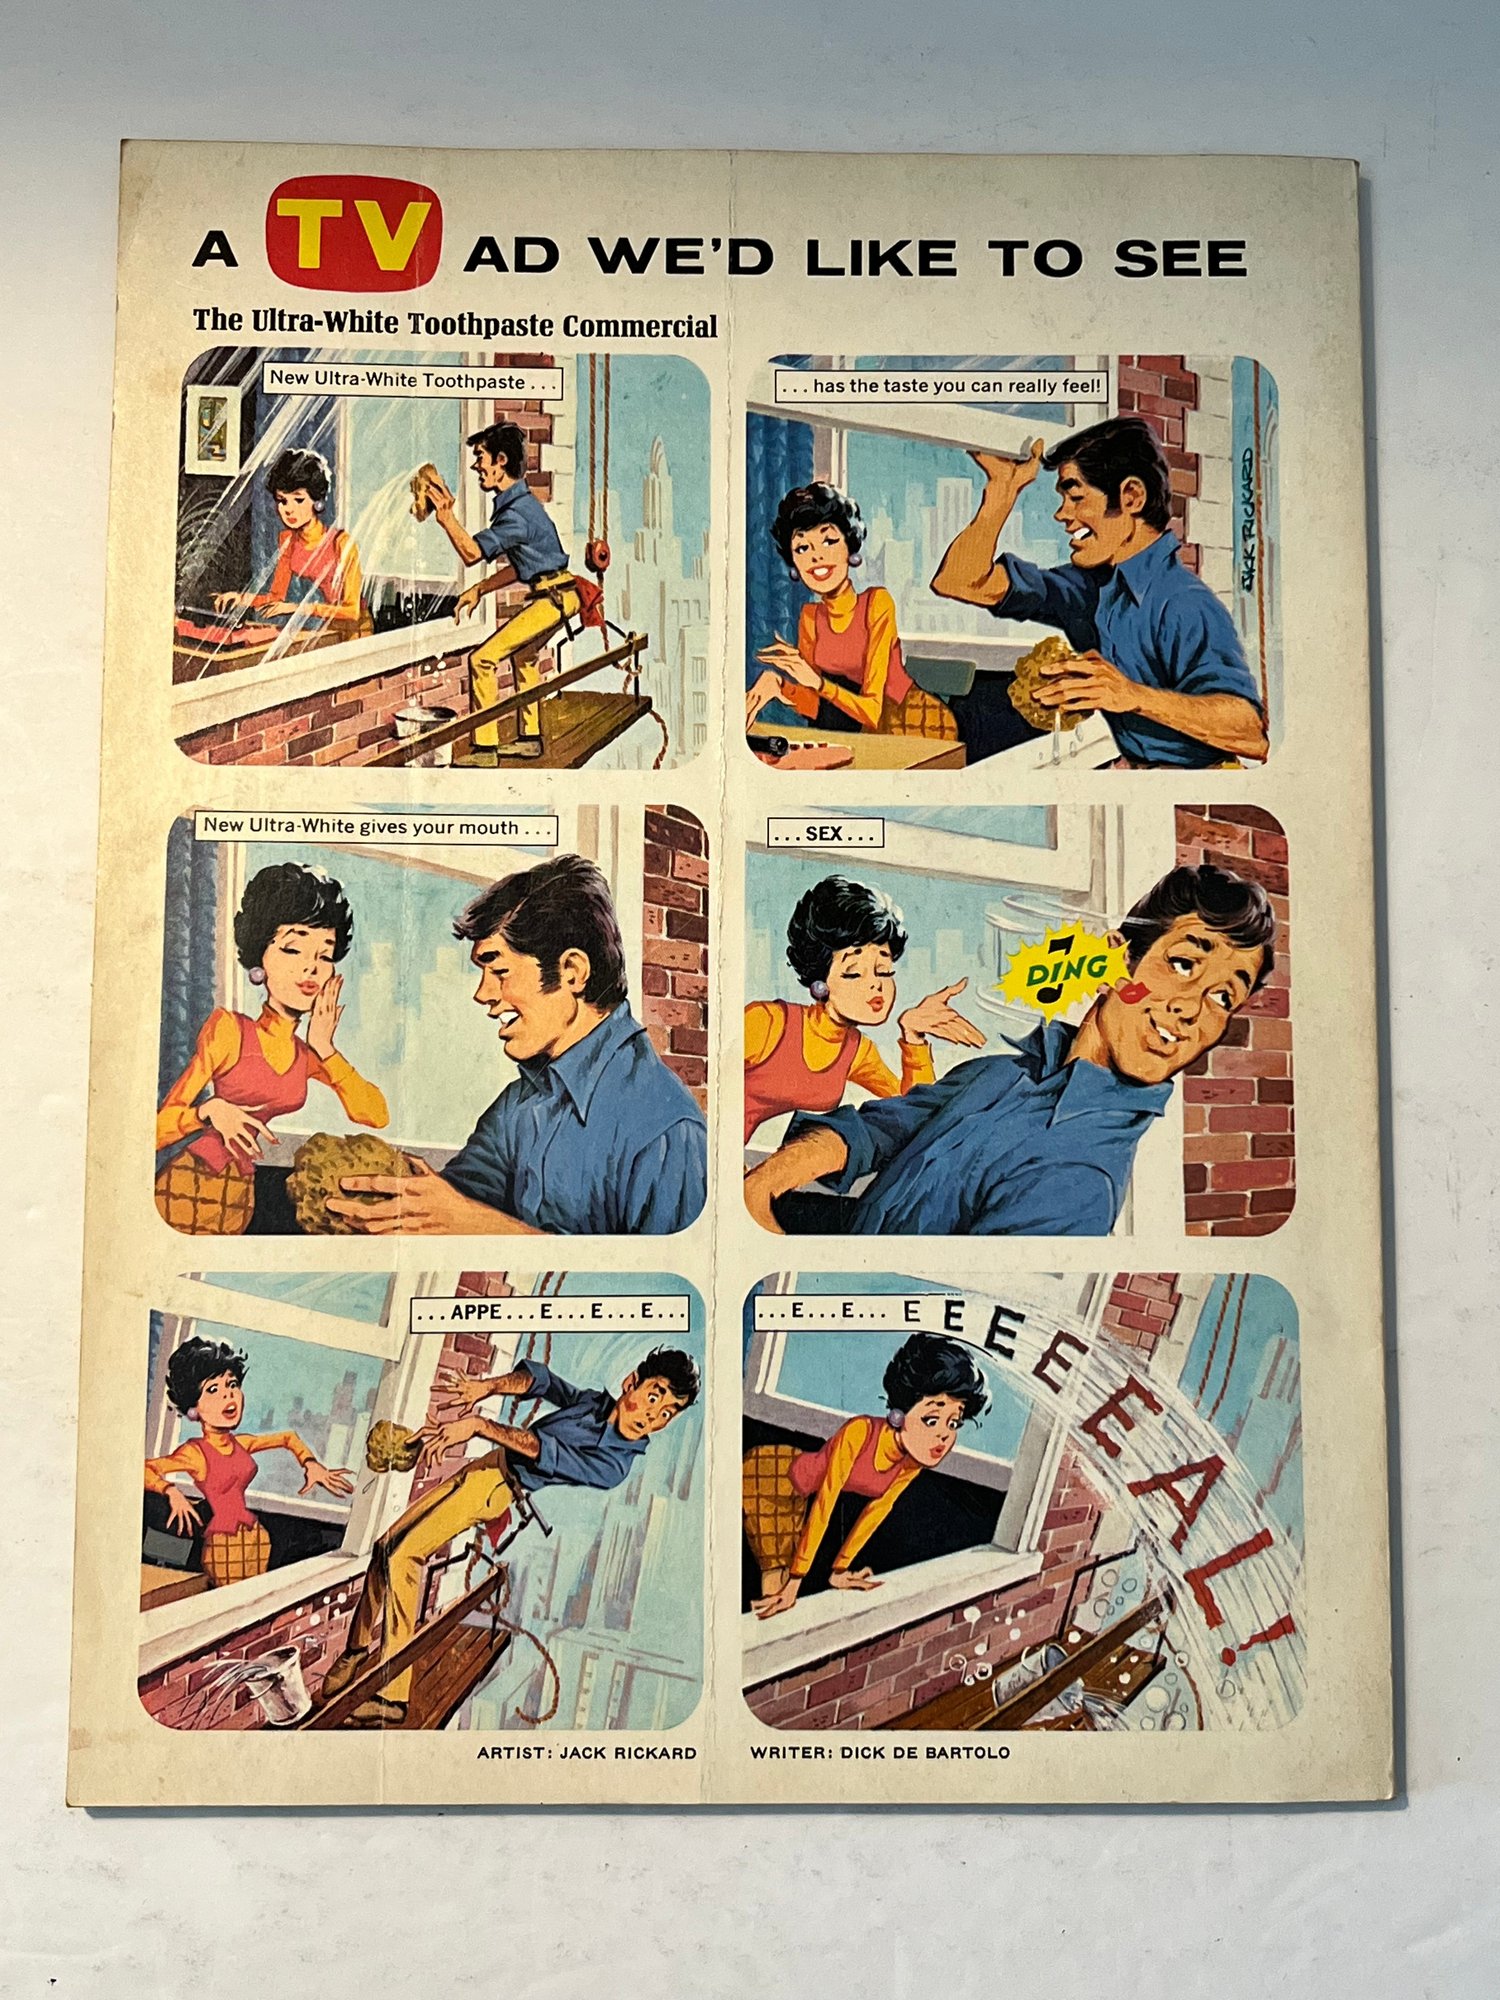 A TV AD WE'D LIKE TO SEE
The Ultra-White Toothpaste Commercial
New Ultra-White Toothpaste . . .
. . . has the taste you can really feel!
JACK RICKARD
New Ultra-White gives your mouth . . .
. . . SEX . . .
DING
. . . APPE . . . E . . . E . . . E . . .
. . . E . . . E . . . E E E E E A L !
ARTIST: JACK RICKARD
WRITER: DICK DE BARTOLO